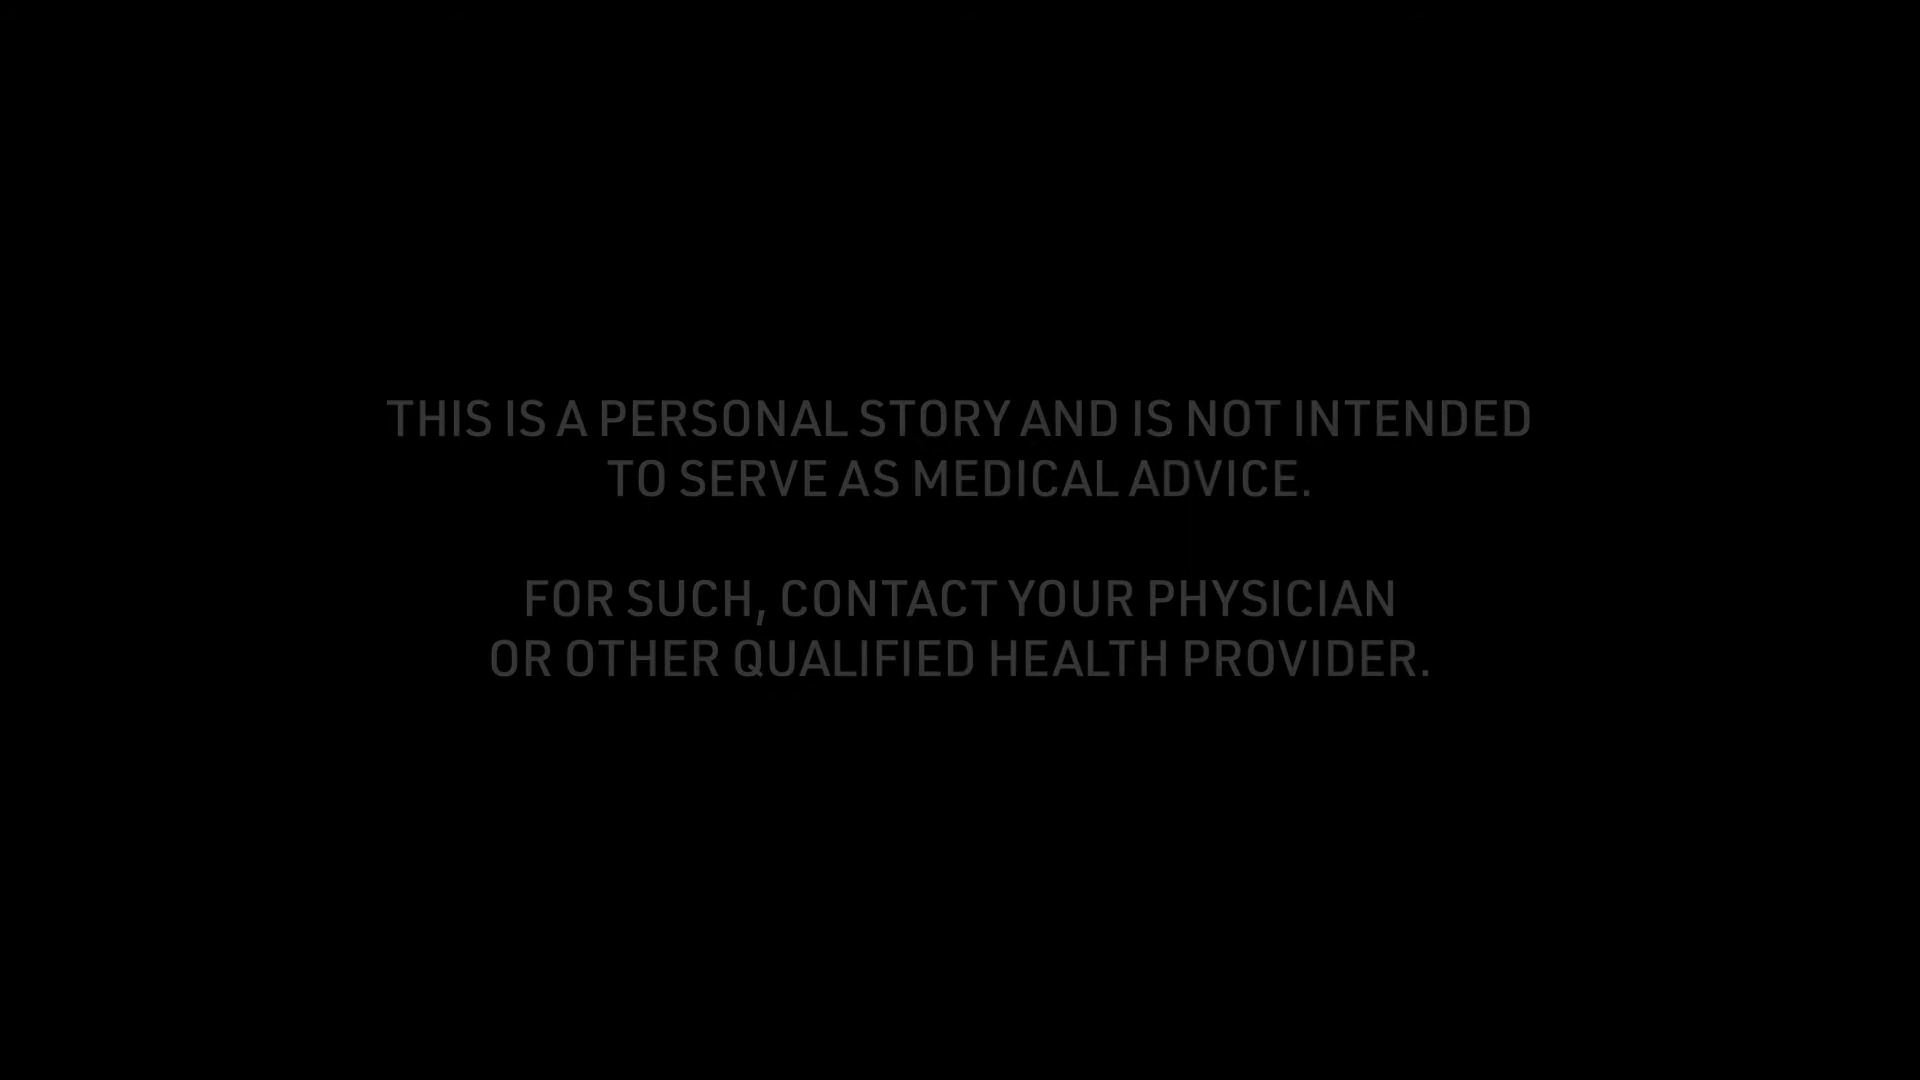 THIS IS A PERSONAL STORY AND IS NOT INTENDED
TO SERVE AS MEDICAL ADVICE.
FOR SUCH, CONTACT YOUR PHYSICIAN
OR OTHER QUALIFIED HEALTH PROVIDER.